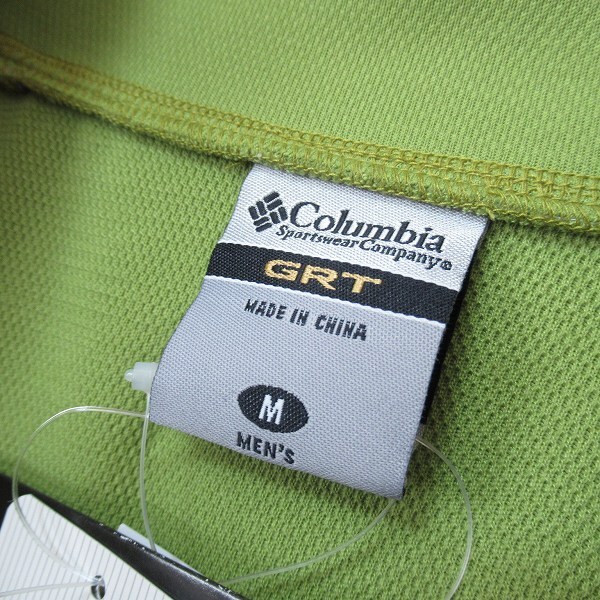 Columbia
Sportswear Company®
GRT
MADE IN CHINA
M
MEN'S